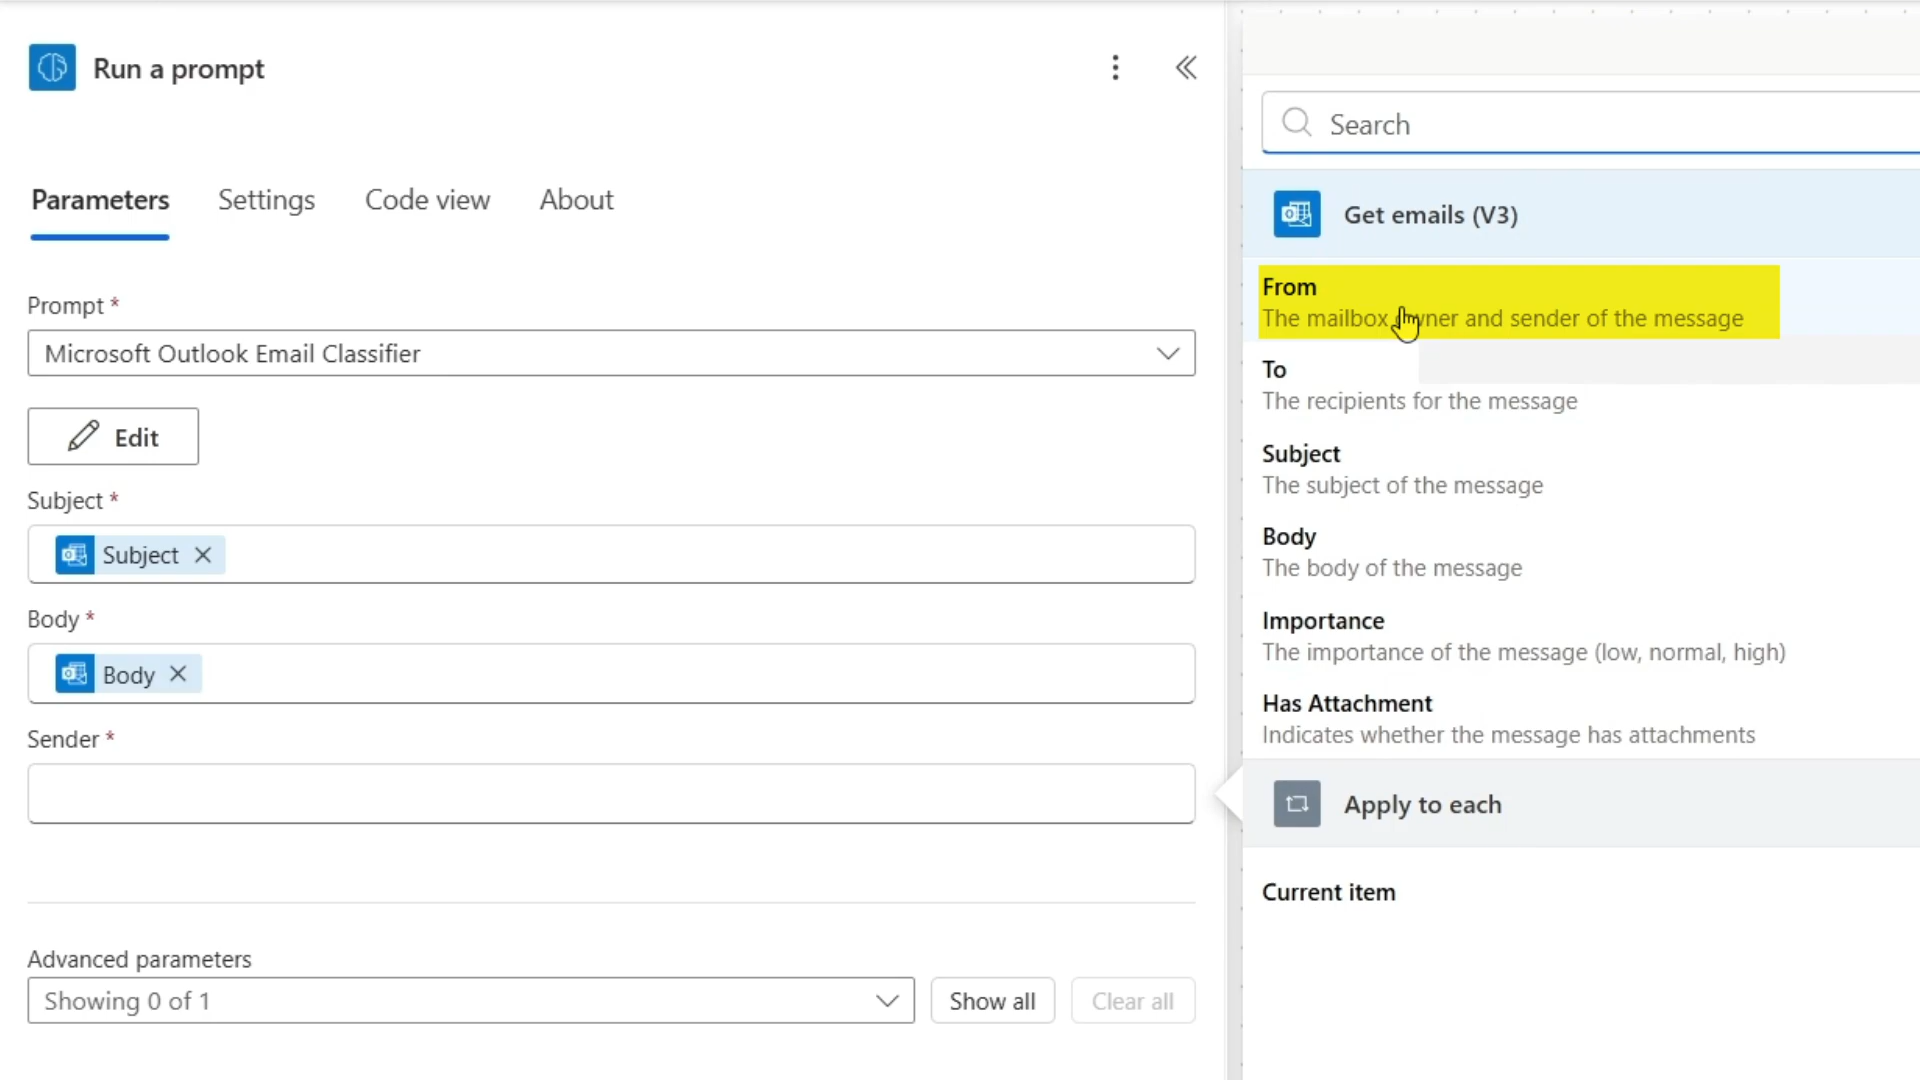 Run a prompt
Parameters
Settings
Code view
About
Prompt *
Microsoft Outlook Email Classifier
Edit
Subject *
Subject
Body *
Body
Sender *
Advanced parameters
Showing 0 of 1
Show all
Clear all
Search
Get emails (V3)
From
The mailbox owner and sender of the message
To
The recipients for the message
Subject
The subject of the message
Body
The body of the message
Importance
The importance of the message (low, normal, high)
Has Attachment
Indicates whether the message has attachments
Apply to each
Current item